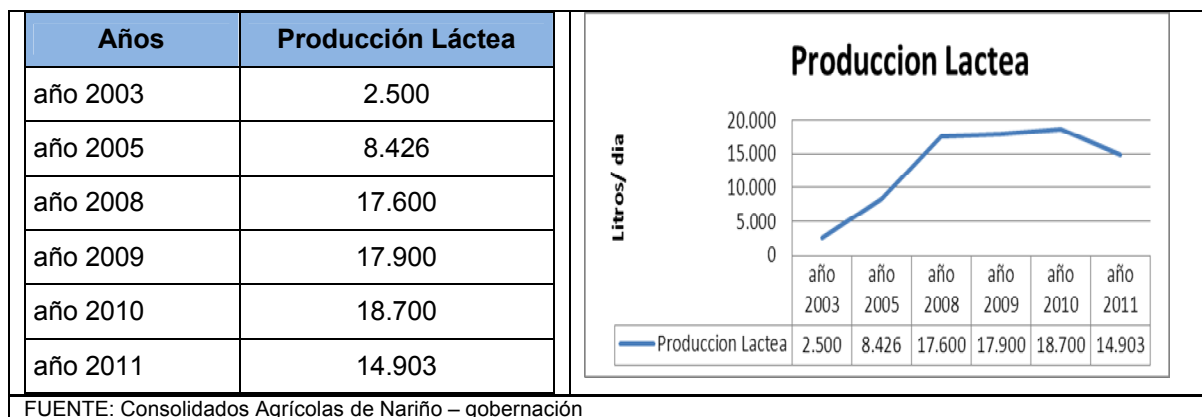 Años Producción Láctea
año 2003 2.500
año 2005 8.426
año 2008 17.600
año 2009 17.900
año 2010 18.700
año 2011 14.903
Produccion Lactea
Litros/ dia
20.000
15.000
10.000
5.000
0
año año año año año año
2003 2005 2008 2009 2010 2011
Produccion Lactea 2.500 8.426 17.600 17.900 18.700 14.903
FUENTE: Consolidados Agrícolas de Nariño – gobernación